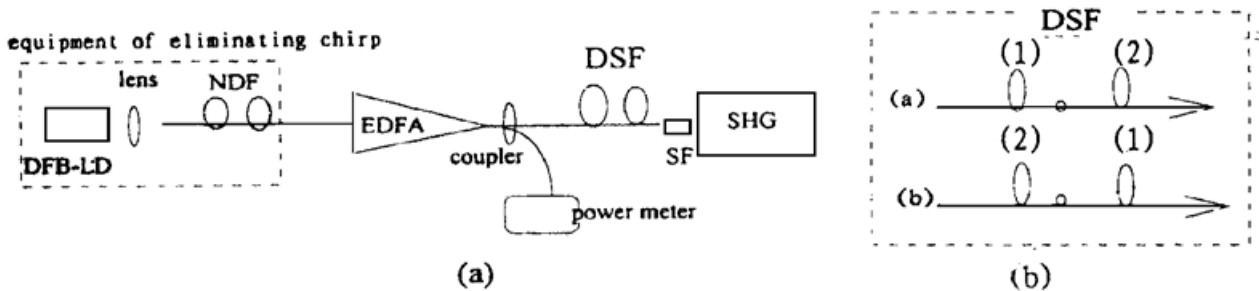 equipment of eliminating chirp
lens
NDF
DFB-LD
EDFA
coupler
power meter
DSF
SF
SHG
(a)
DSF
(1) (2)
(a)
(2) (1)
(b)
(b)